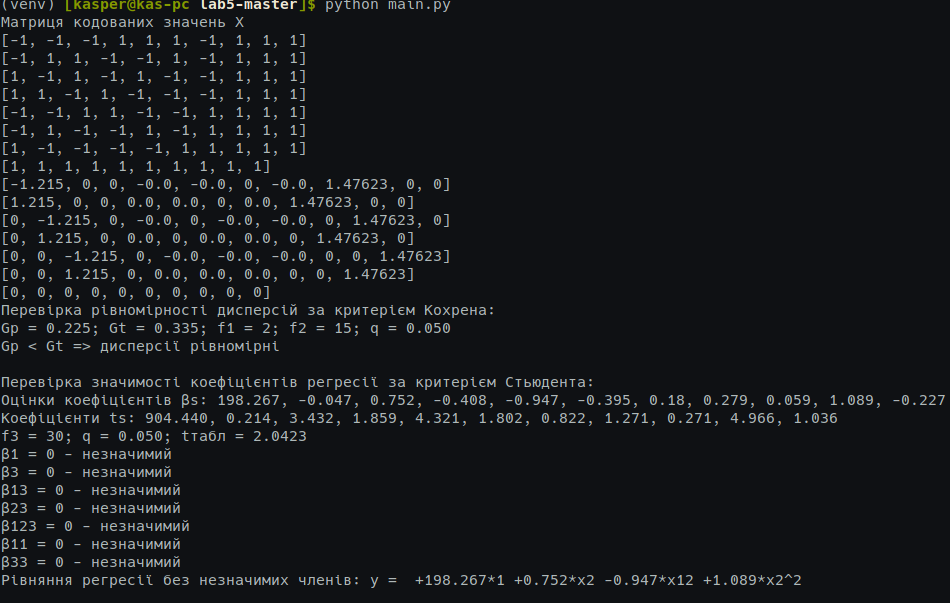 (venv) [kasper@kas-pc lab5-master]$ python main.py
Матриця кодованих значень X
[-1, -1, -1, 1, 1, 1, -1, 1, 1, 1]
[-1, 1, 1, -1, -1, 1, -1, 1, 1, 1]
[1, -1, 1, -1, 1, -1, -1, 1, 1, 1]
[1, 1, -1, 1, -1, -1, -1, 1, 1, 1]
[-1, -1, 1, 1, -1, -1, 1, 1, 1, 1]
[-1, 1, -1, -1, 1, -1, 1, 1, 1, 1]
[1, -1, -1, -1, -1, 1, 1, 1, 1, 1]
[1, 1, 1, 1, 1, 1, 1, 1, 1, 1]
[-1.215, 0, 0, -0.0, -0.0, 0, -0.0, 1.47623, 0, 0]
[1.215, 0, 0, 0.0, 0.0, 0, 0.0, 1.47623, 0, 0]
[0, -1.215, 0, -0.0, 0, -0.0, -0.0, 0, 1.47623, 0]
[0, 1.215, 0, 0.0, 0, 0.0, 0.0, 0, 1.47623, 0]
[0, 0, -1.215, 0, -0.0, -0.0, -0.0, 0, 0, 1.47623]
[0, 0, 1.215, 0, 0.0, 0.0, 0.0, 0, 0, 1.47623]
[0, 0, 0, 0, 0, 0, 0, 0, 0, 0]
Перевірка рівномірності дисперсій за критерієм Кохрена:
Gp = 0.225; Gt = 0.335; f1 = 2; f2 = 15; q = 0.050
Gp < Gt => дисперсії рівномірні
Перевірка значимості коефіцієнтів регресії за критерієм Стьюдента:
Оцінки коефіцієнтів βs: 198.267, -0.047, 0.752, -0.408, -0.947, -0.395, 0.18, 0.279, 0.059, 1.089, -0.227
Коефіцієнти ts: 904.440, 0.214, 3.432, 1.859, 4.321, 1.802, 0.822, 1.271, 0.271, 4.966, 1.036
f3 = 30; q = 0.050; tтабл = 2.0423
β1 = 0 - незначимий
β3 = 0 - незначимий
β13 = 0 - незначимий
β23 = 0 - незначимий
β123 = 0 - незначимий
β11 = 0 - незначимий
β33 = 0 - незначимий
Рівняння регресії без незначимих членів: y =  +198.267*1 +0.752*x2 -0.947*x12 +1.089*x2^2